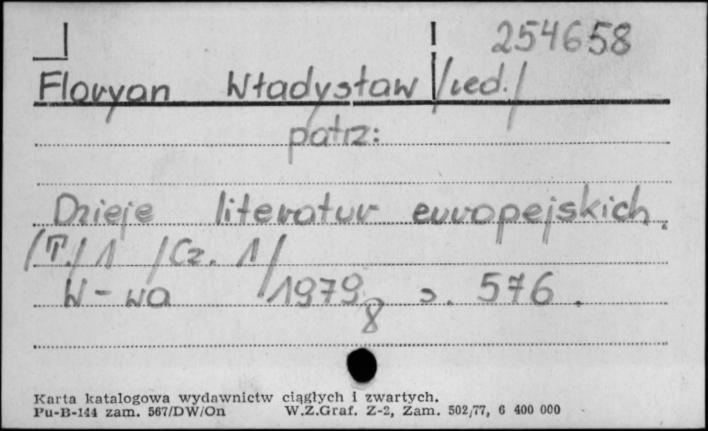 254658
Floryan Władysław /red./
patrz:
Dzieje literatur europejskich.
/T./ 1 /Cz. 1/
W-wa /1979 s. 576.
8
Karta katalogowa wydawnictw ciągłych i zwartych.
Pu-B-144 zam. 567/DW/On W.Z.Graf. Z-2, Zam. 502/77, 6 400 000